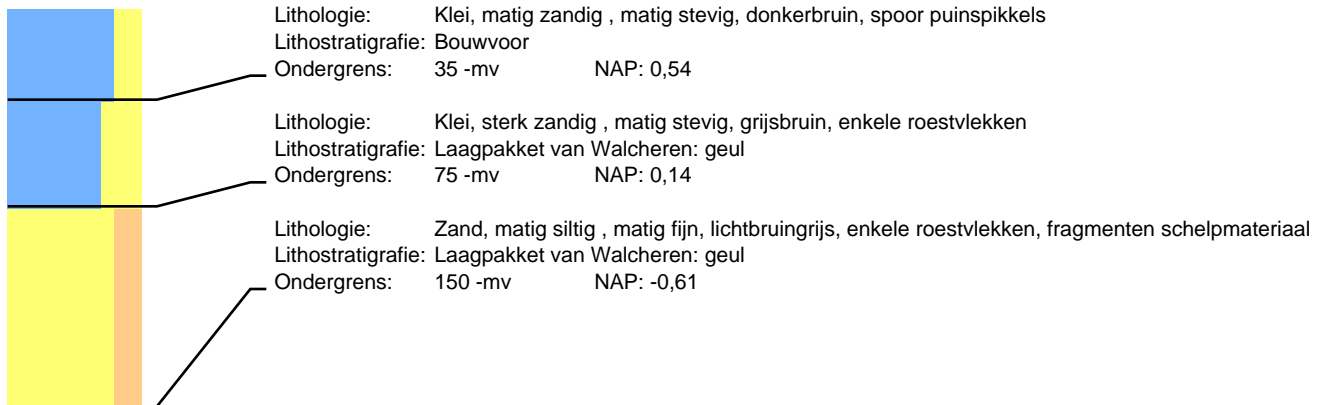 Lithologie: Klei, matig zandig , matig stevig, donkerbruin, spoor puinspikkels
Lithostratigrafie: Bouwvoor
Ondergrens: 35 -mv NAP: 0,54
Lithologie: Klei, sterk zandig , matig stevig, grijsbruin, enkele roestvlekken
Lithostratigrafie: Laagpakket van Walcheren: geul
Ondergrens: 75 -mv NAP: 0,14
Lithologie: Zand, matig siltig , matig fijn, lichtbruingrijs, enkele roestvlekken, fragmenten schelpmateriaal
Lithostratigrafie: Laagpakket van Walcheren: geul
Ondergrens: 150 -mv NAP: -0,61